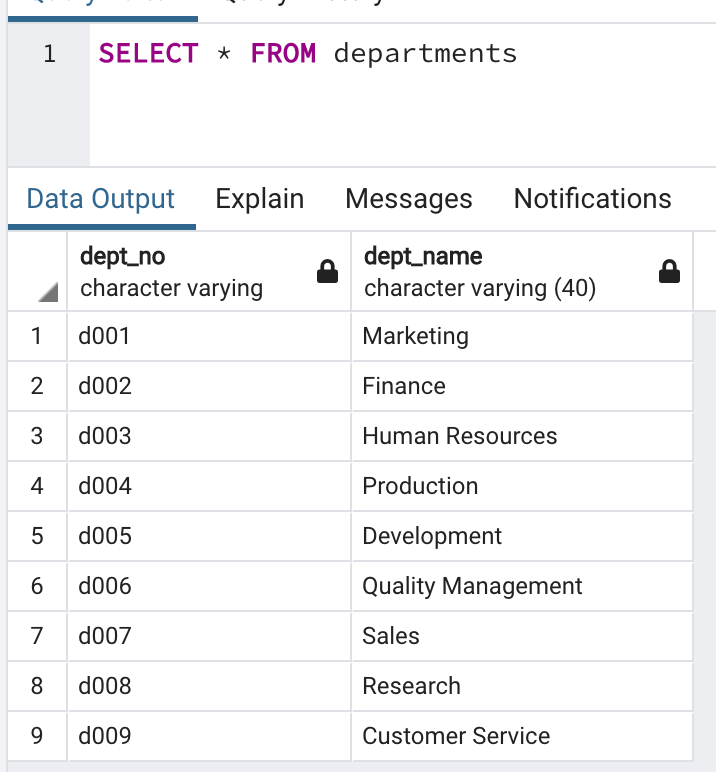 1 SELECT * FROM departments
Data Output Explain Messages Notifications
dept_no dept_name
character varying character varying (40)
1 d001 Marketing
2 d002 Finance
3 d003 Human Resources
4 d004 Production
5 d005 Development
6 d006 Quality Management
7 d007 Sales
8 d008 Research
9 d009 Customer Service